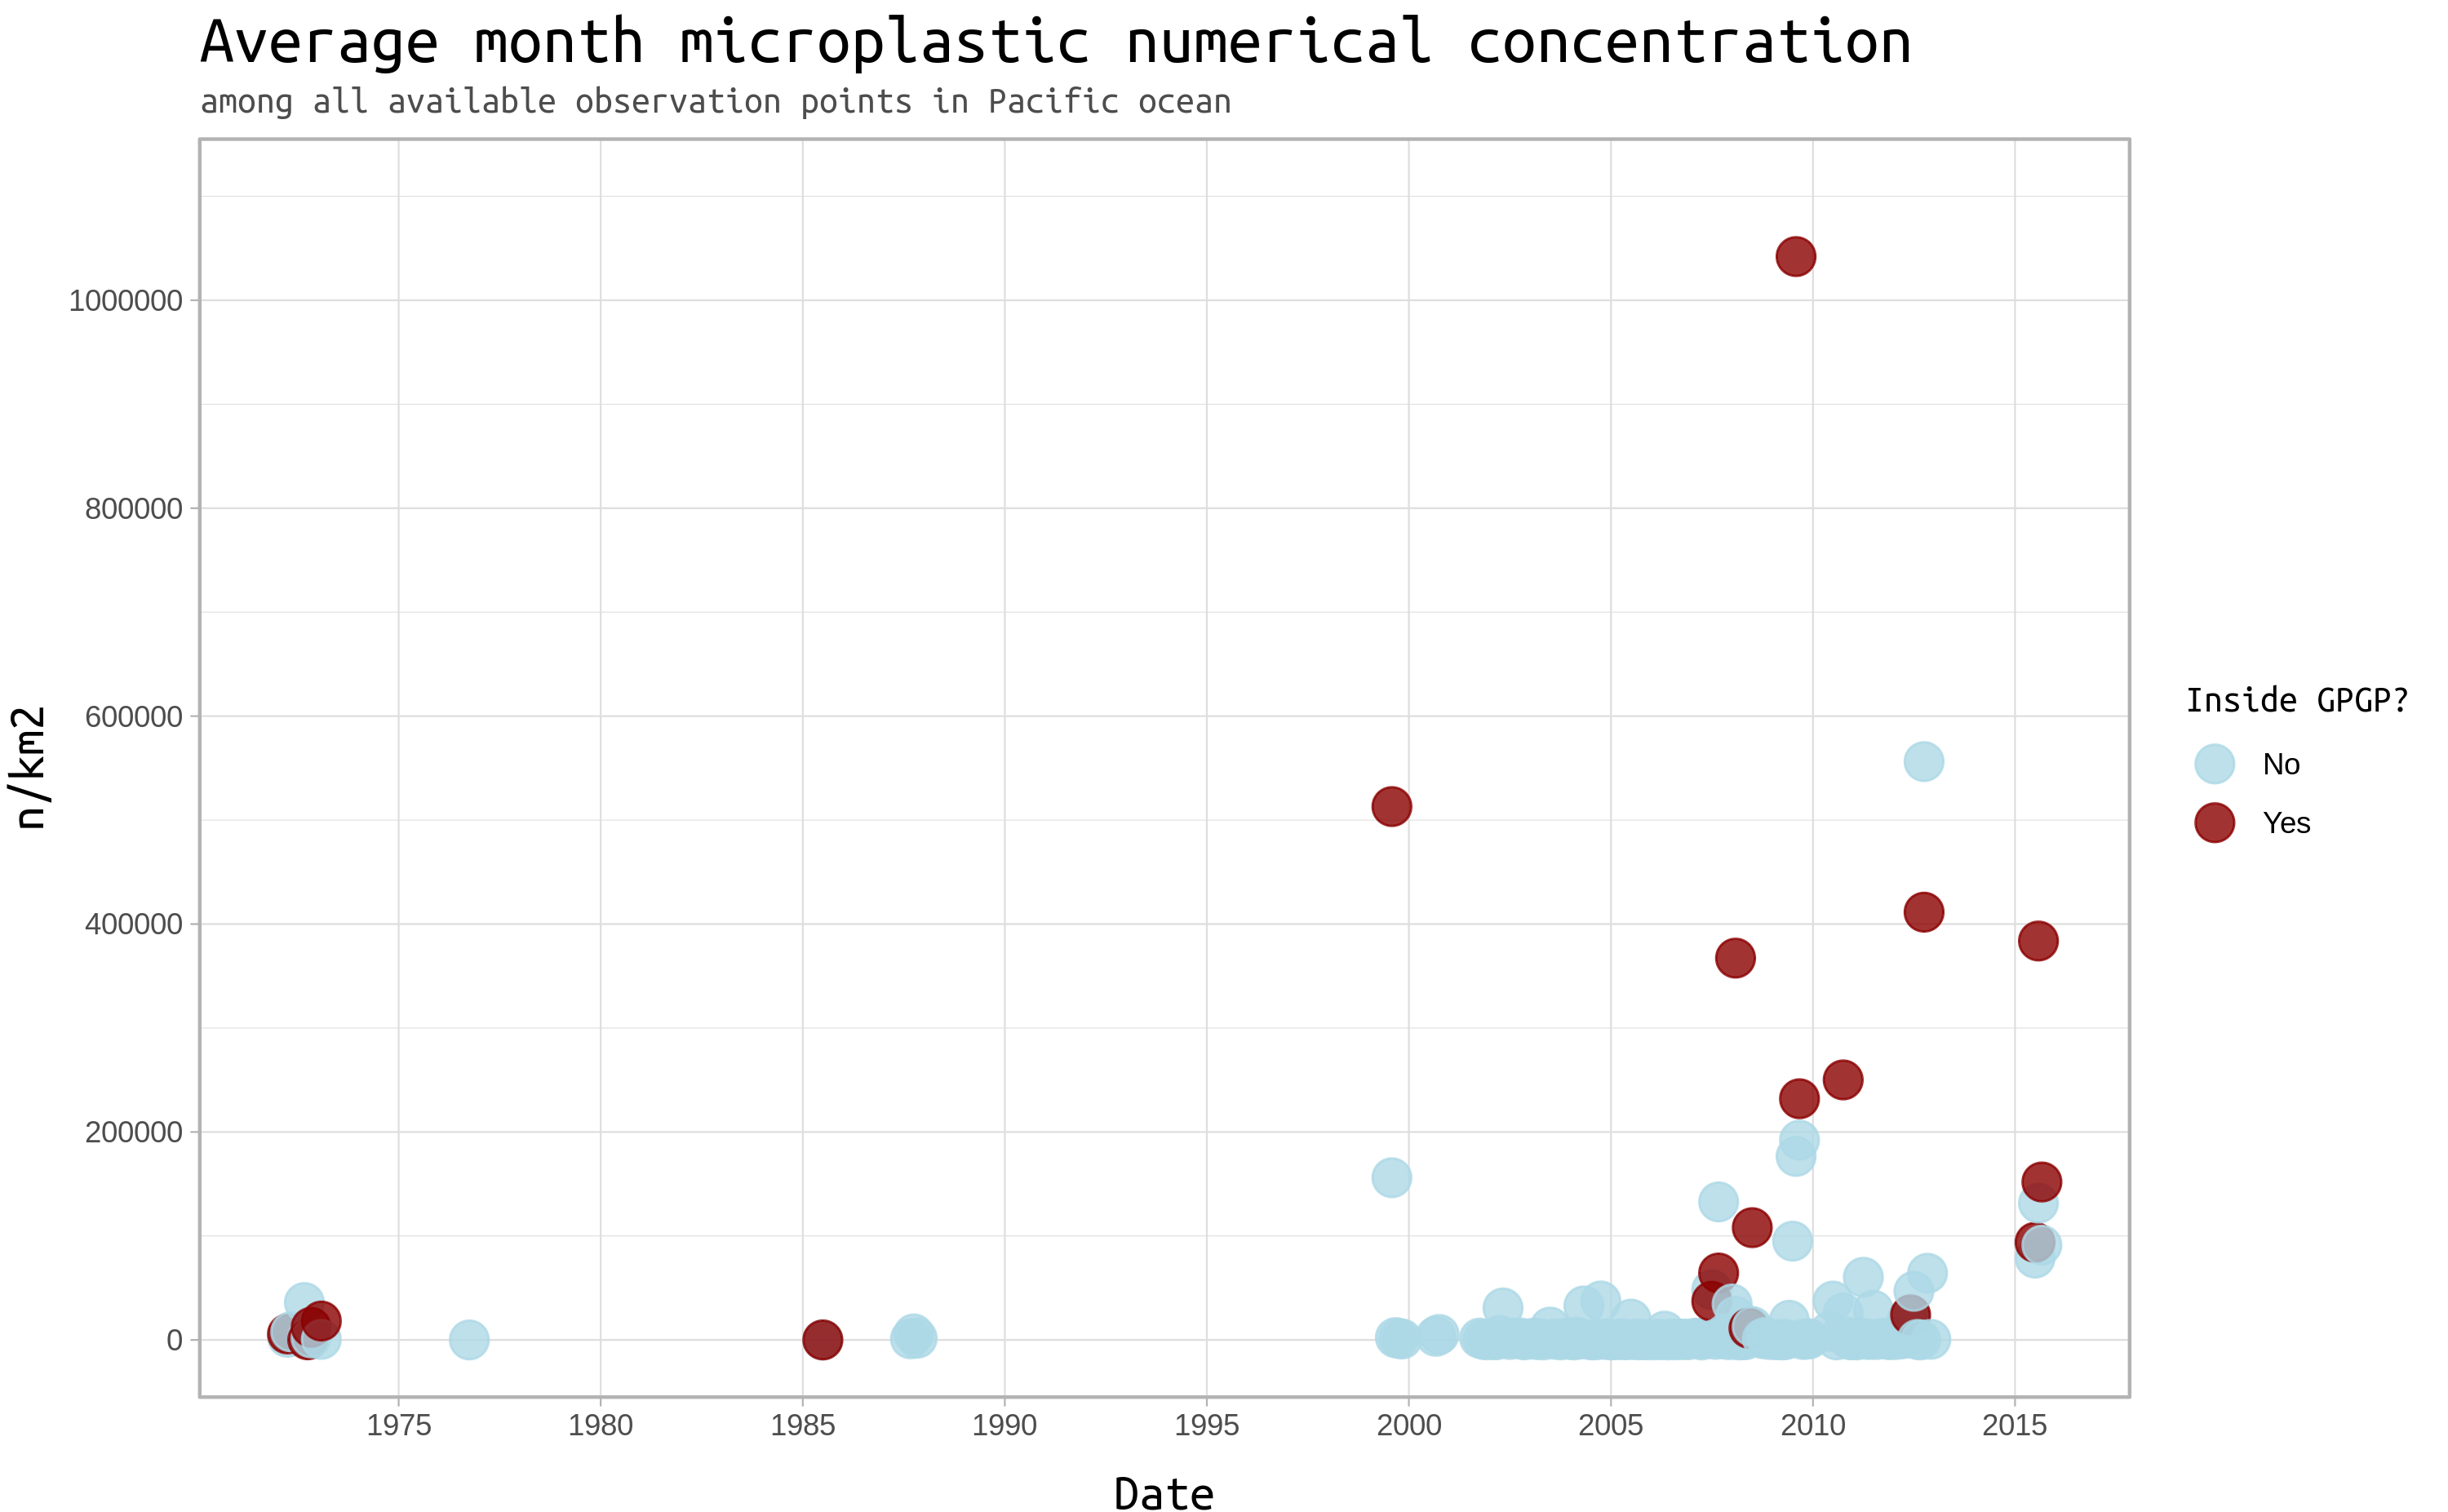 Average month microplastic numerical concentration
among all available observation points in Pacific ocean
n/km2
1000000
800000
600000
400000
200000
0
1975 1980 1985 1990 1995 2000 2005 2010 2015
Date
Inside GPGP?
No
Yes